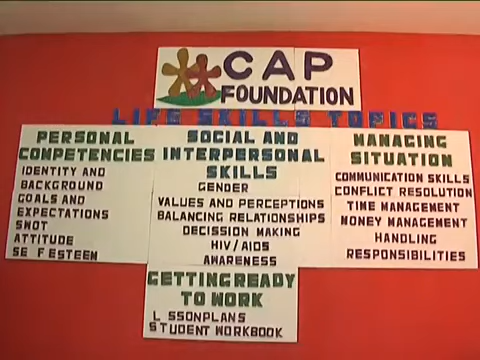 CAP
FOUNDATION
LIFE SKILLS TOPICS
PERSONAL
COMPETENCIES
IDENTITY AND
BACKGROUND
GOALS AND
EXPECTATIONS
SWOT
ATTITUDE
SE F ESTEEM
SOCIAL AND
INTERPERSONAL
SKILLS
GENDER
VALUES AND PERCEPTIONS
BALANCING RELATIONSHIPS
DECISSION MAKING
HIV/AIDS
AWARENESS
MANAGING
SITUATION
COMMUNICATION SKILLS
CONFLICT RESOLUTION
TIME MANAGEMENT
MONEY MANAGEMENT
HANDLING
RESPONSIBILITIES
GETTING READY
TO WORK
L SSONPLANS
STUDENT WORKBOOK